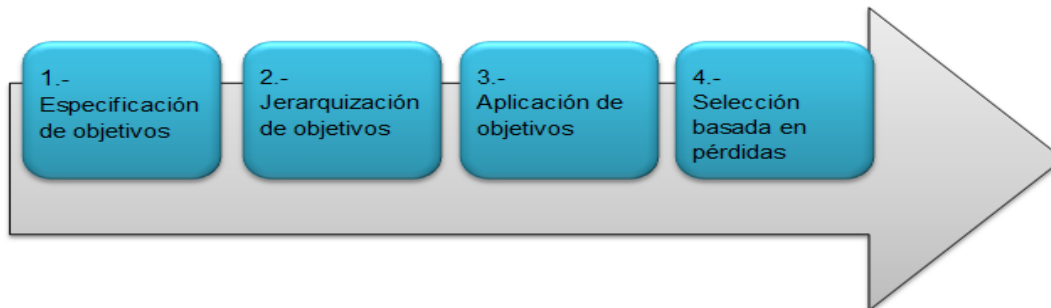 1.-
Especificación
de objetivos
2.-
Jerarquización
de objetivos
3.-
Aplicación de
objetivos
4.-
Selección
basada en
pérdidas